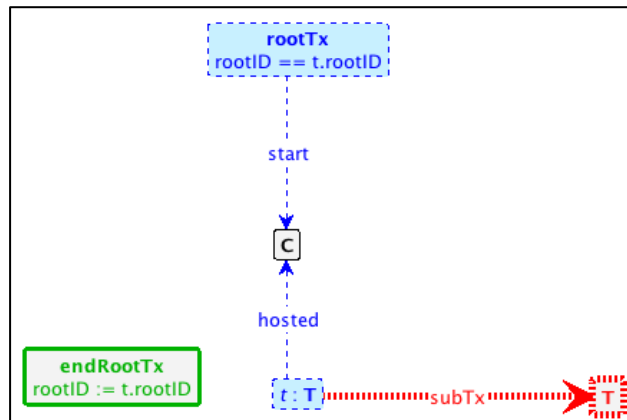 rootTx
rootID == t.rootID
start
C
hosted
endRootTx
rootID := t.rootID
t : T
subTx
T